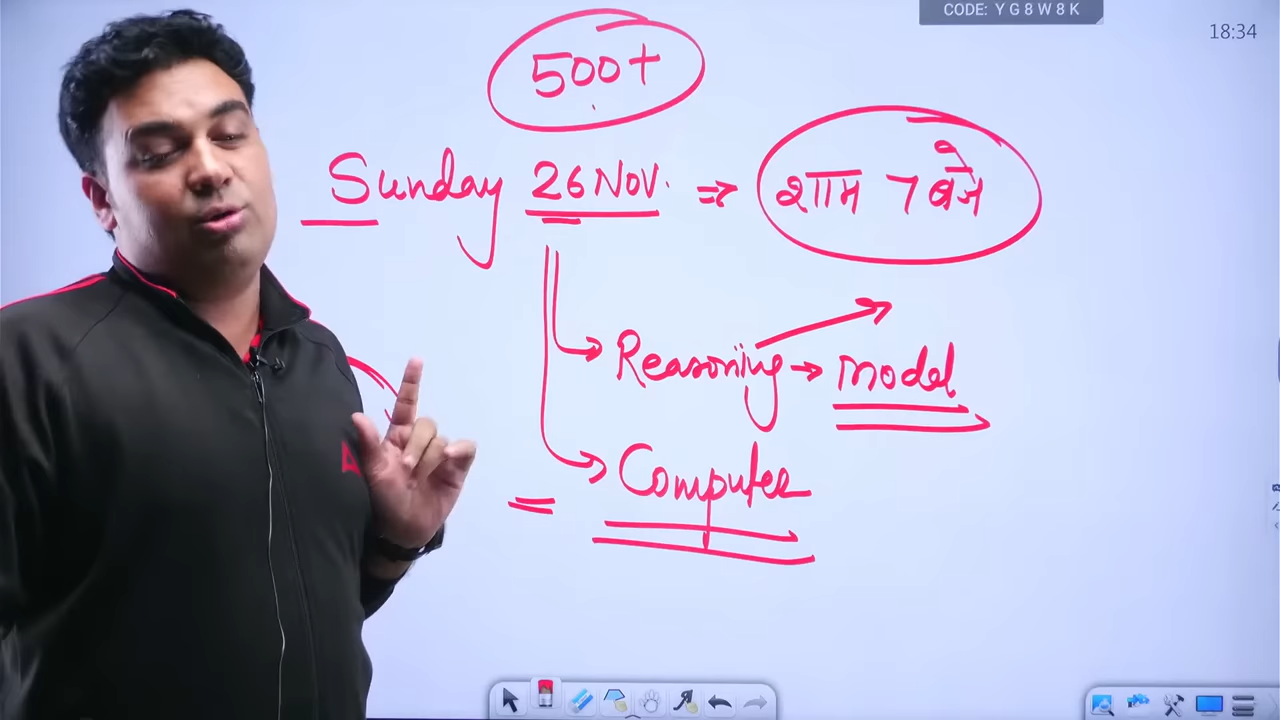 CODE: Y G 8 W 8 K
18:34
500+
Sunday 26 Nov. ⇒ शाम 7 बजे
Reasoning → model
Computer